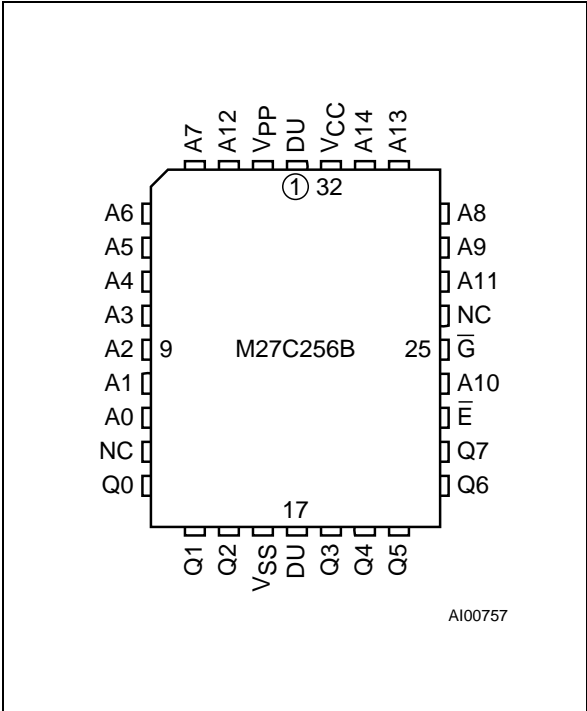 A7 A12 VPP DU VCC A14 A13
1 32
A6 A8
A5 A9
A4 A11
A3 NC
A2 9 M27C256B 25 G̅
A1 A10
A0 E̅
NC Q7
Q0 Q6
17
Q1 Q2 VSS DU Q3 Q4 Q5
AI00757